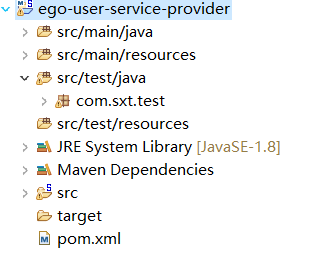 ego-user-service-provider
src/main/java
src/main/resources
src/test/java
com.sxt.test
src/test/resources
JRE System Library [JavaSE-1.8]
Maven Dependencies
src
target
pom.xml